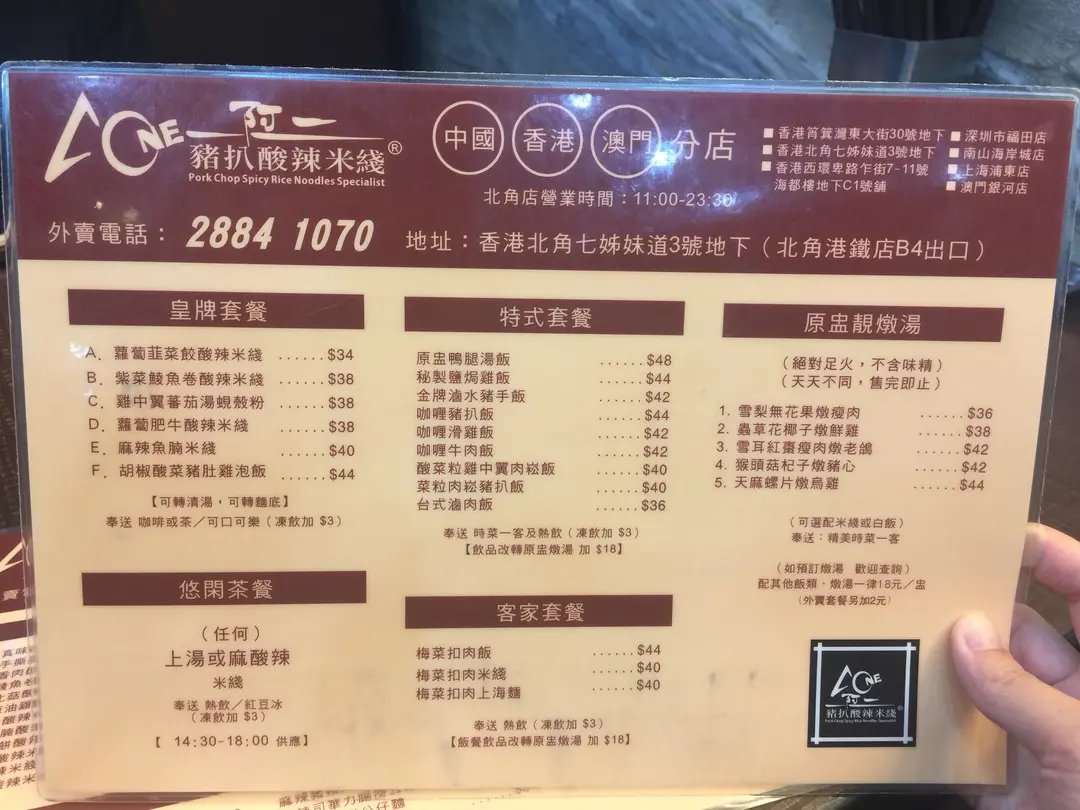 A ONE 阿一
豬扒酸辣米綫®
Pork Chop Spicy Rice Noodles Specialist
中國 香港 澳門 分店
北角店營業時間：11:00-23:30
■ 香港筲箕灣東大街30號地下
■ 香港北角七姊妹道3號地下
■ 香港西環卑路乍街7-11號
海都樓地下C1號舖
■ 深圳市福田店
■ 南山海岸城店
■ 上海浦東店
■ 澳門銀河店
外賣電話： 2884 1070
地址：香港北角七姊妹道3號地下（北角港鐵店B4出口）
皇牌套餐
A. 蘿蔔韮菜餃酸辣米綫 ......$34
B. 紫菜鯪魚卷酸辣米綫 ......$38
C. 雞中翼蕃茄湯蜆殼粉 ......$38
D. 蘿蔔肥牛酸辣米綫 ......$38
E. 麻辣魚腩米綫 ......$40
F. 胡椒酸菜豬肚雞泡飯 ......$44
【可轉清湯，可轉麵底】
奉送 咖啡或茶／可口可樂（凍飲加 $3）
悠閑茶餐
（任何）
上湯或麻酸辣
米綫
奉送 熱飲／紅豆冰
（凍飲加 $3）
【 14:30-18:00 供應】
特式套餐
原盅鴨腿湯飯 ......$48
秘製鹽焗雞飯 ......$44
金牌滷水豬手飯 ......$42
咖喱豬扒飯 ......$44
咖喱滑雞飯 ......$42
咖喱牛肉飯 ......$42
酸菜粒雞中翼肉崧飯 ......$40
菜粒肉崧豬扒飯 ......$40
台式滷肉飯 ......$36
奉送 時菜一客及熱飲（凍飲加 $3）
【飲品改轉原盅燉湯 加 $18】
客家套餐
梅菜扣肉飯 ......$44
梅菜扣肉米綫 ......$40
梅菜扣肉上海麵 ......$40
奉送 熱飲（凍飲加 $3）
【飯餐飲品改轉原盅燉湯 加 $18】
原盅靚燉湯
（絕對足火，不含味精）
（天天不同，售完即止）
1. 雪梨無花果燉瘦肉 ......$36
2. 蟲草花椰子燉鮮雞 ......$38
3. 雪耳紅棗瘦肉燉老鴿 ......$42
4. 猴頭菇杞子燉豬心 ......$42
5. 天麻螺片燉烏雞 ......$44
（可選配米綫或白飯）
奉送：精美時菜一客
（如預訂燉湯 歡迎查詢）
配其他飯類、燉湯一律18元／盅
（外賣套餐另加2元）
A ONE
阿一
豬扒酸辣米綫®
Pork Chop Spicy Rice Noodles Specialist